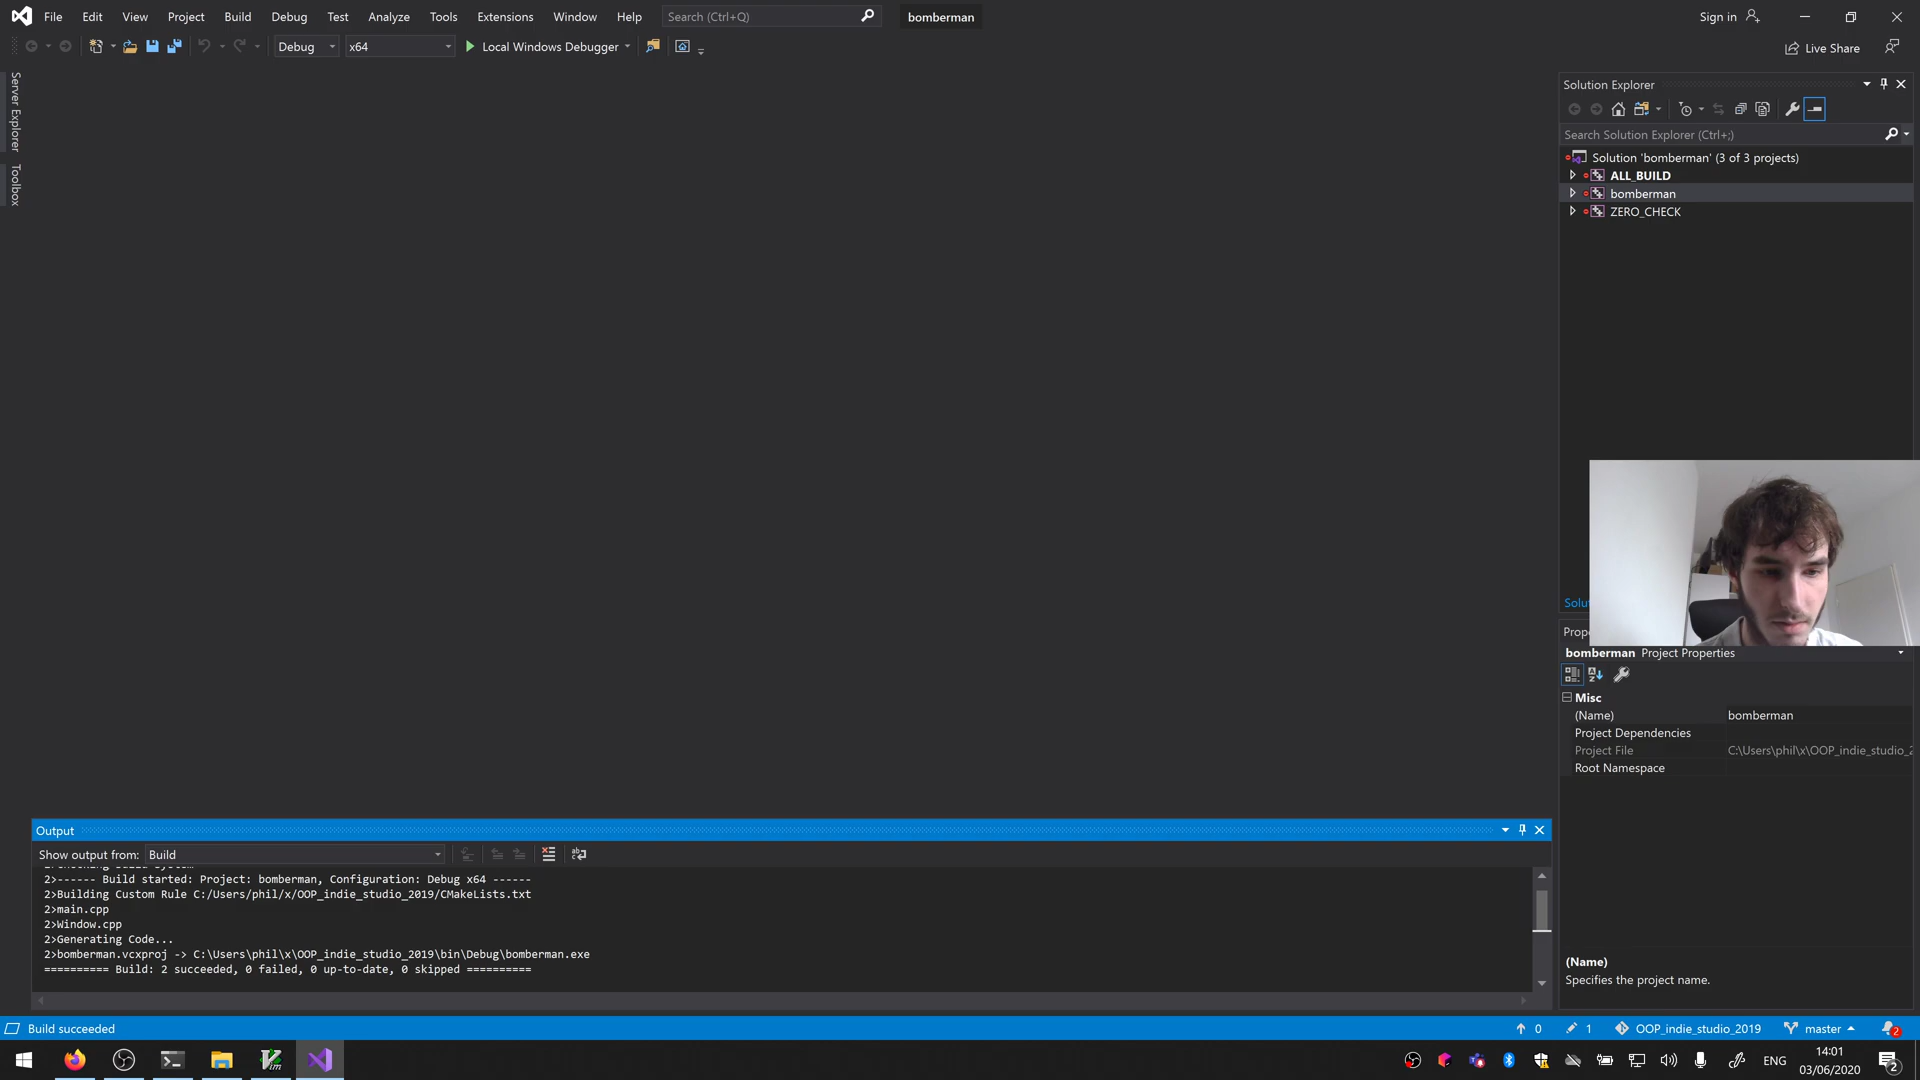 File Edit View Project Build Debug Test Analyze Tools Extensions Window Help Search (Ctrl+Q) bomberman Sign in
Debug x64 Local Windows Debugger Live Share
Server Explorer
Toolbox
Solution Explorer
Search Solution Explorer (Ctrl+;)
Solution 'bomberman' (3 of 3 projects)
ALL_BUILD
bomberman
ZERO_CHECK
bomberman Project Properties
Misc
(Name) bomberman
Project Dependencies
Project File C:\Users\phil\x\OOP_indie_studio_2
Root Namespace
(Name)
Specifies the project name.
Output
Show output from: Build
2>------ Build started: Project: bomberman, Configuration: Debug x64 ------
2>Building Custom Rule C:/Users/phil/x/OOP_indie_studio_2019/CMakeLists.txt
2>main.cpp
2>Window.cpp
2>Generating Code...
2>bomberman.vcxproj -> C:\Users\phil\x\OOP_indie_studio_2019\bin\Debug\bomberman.exe
========== Build: 2 succeeded, 0 failed, 0 up-to-date, 0 skipped ==========
Build succeeded 0 1 OOP_indie_studio_2019 master 2
ENG 14:01
03/06/2020 2